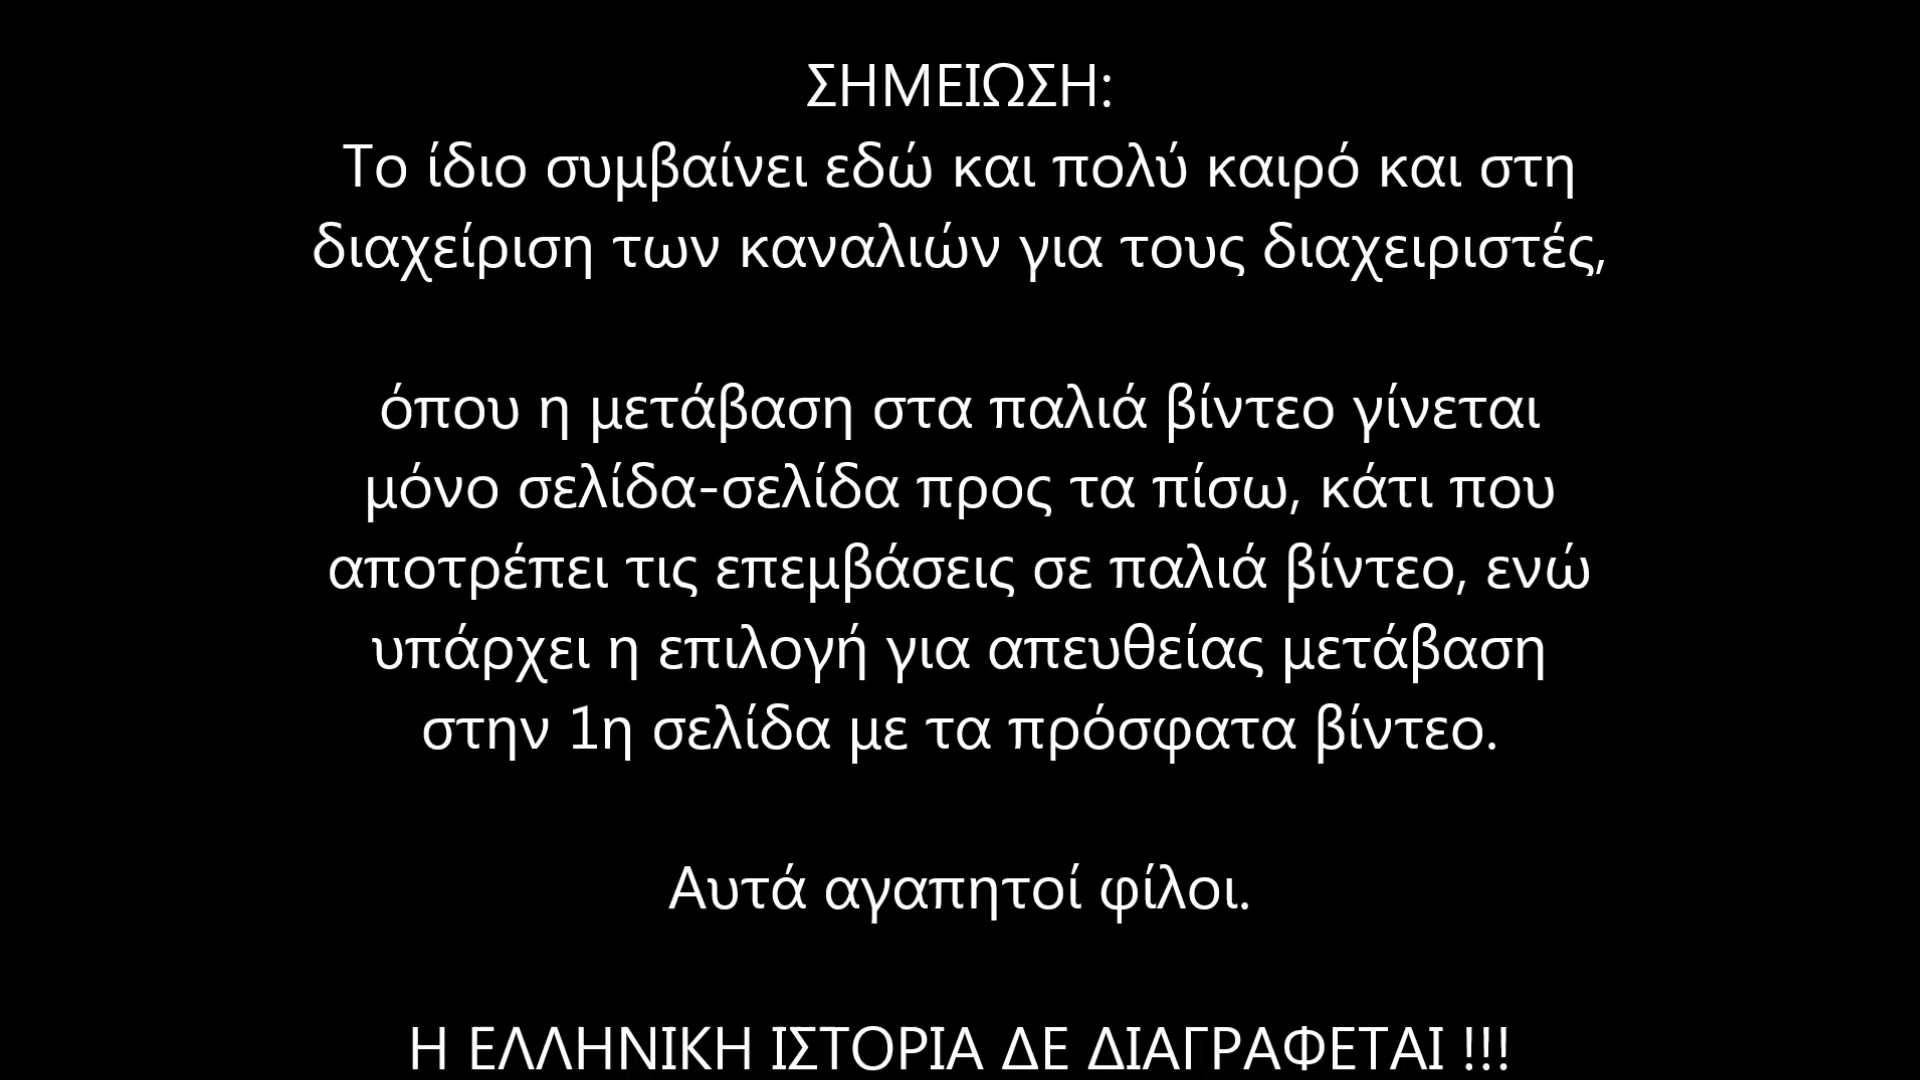 ΣΗΜΕΙΩΣΗ:
Το ίδιο συμβαίνει εδώ και πολύ καιρό και στη
διαχείριση των καναλιών για τους διαχειριστές,
όπου η μετάβαση στα παλιά βίντεο γίνεται
μόνο σελίδα-σελίδα προς τα πίσω, κάτι που
αποτρέπει τις επεμβάσεις σε παλιά βίντεο, ενώ
υπάρχει η επιλογή για απευθείας μετάβαση
στην 1η σελίδα με τα πρόσφατα βίντεο.
Αυτά αγαπητοί φίλοι.
Η ΕΛΛΗΝΙΚΗ ΙΣΤΟΡΙΑ ΔΕ ΔΙΑΓΡΑΦΕΤΑΙ !!!